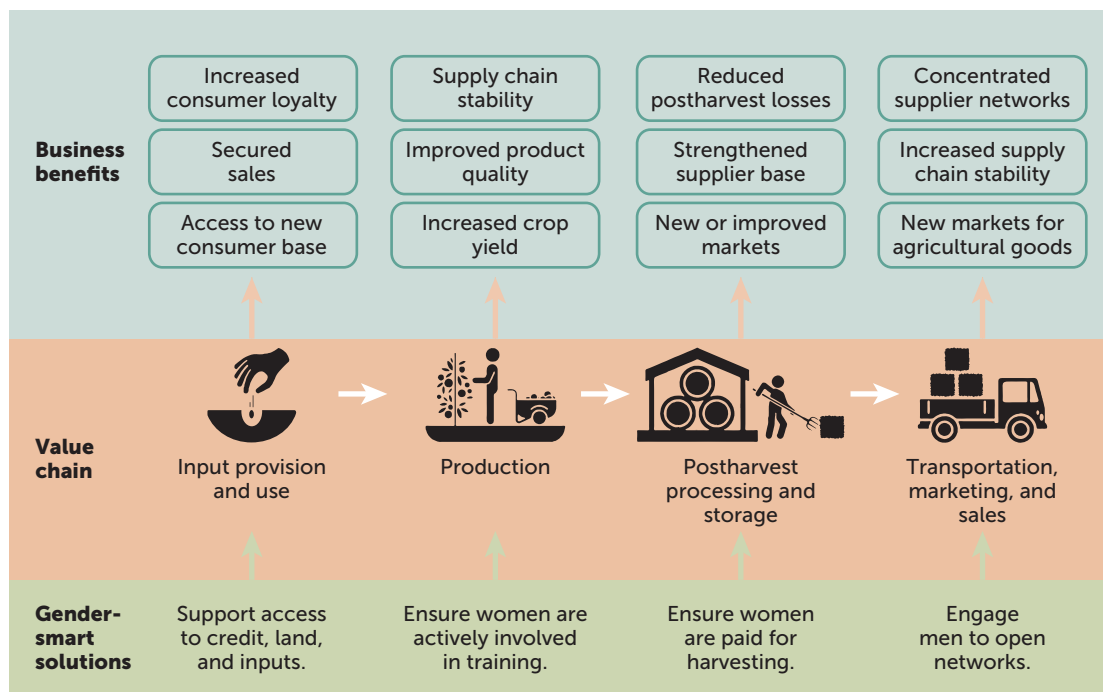 Business
benefits
Increased
consumer loyalty
Secured
sales
Access to new
consumer base
Supply chain
stability
Improved product
quality
Increased crop
yield
Reduced
postharvest losses
Strengthened
supplier base
New or improved
markets
Concentrated
supplier networks
Increased supply
chain stability
New markets for
agricultural goods
Value
chain
Input provision
and use
Production
Postharvest
processing and
storage
Transportation,
marketing, and
sales
Gender-
smart
solutions
Support access
to credit, land,
and inputs.
Ensure women are
actively involved
in training.
Ensure women
are paid for
harvesting.
Engage
men to open
networks.